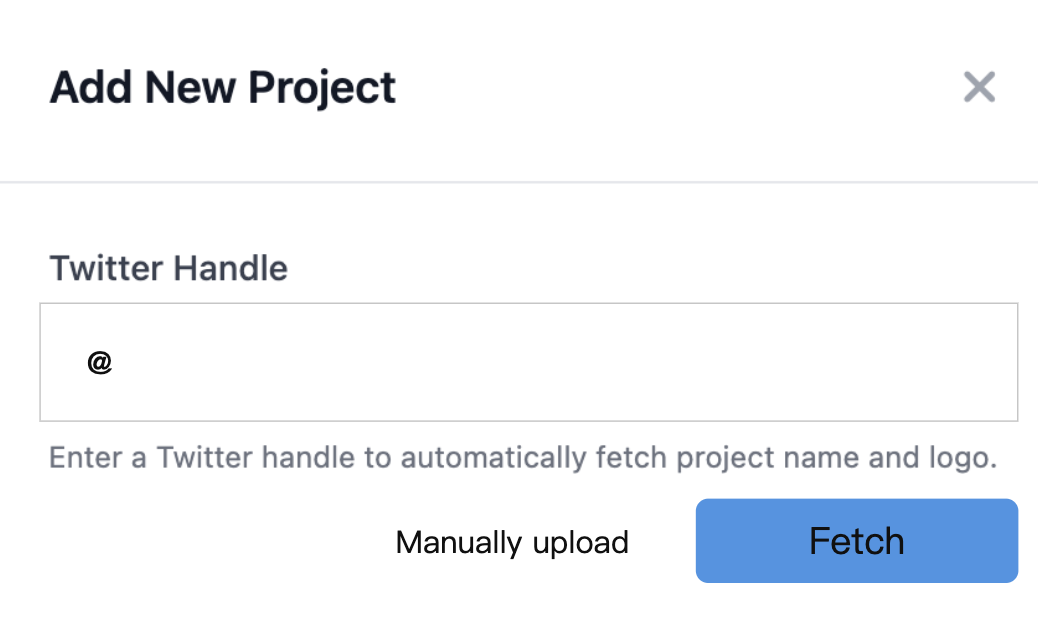 Add New Project
Twitter Handle
@
Enter a Twitter handle to automatically fetch project name and logo.
Manually upload
Fetch